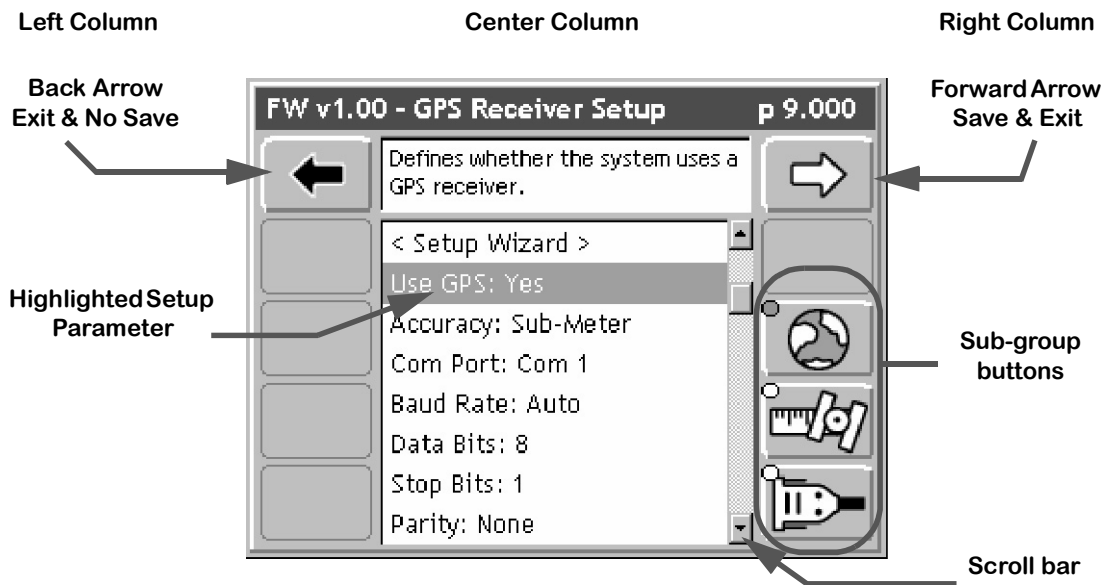 Left Column
Center Column
Right Column
Back Arrow
Exit & No Save
Forward Arrow
Save & Exit
FW v1.00 - GPS Receiver Setup
p 9.000
Defines whether the system uses a
GPS receiver.
< Setup Wizard >
Use GPS: Yes
Accuracy: Sub-Meter
Com Port: Com 1
Baud Rate: Auto
Data Bits: 8
Stop Bits: 1
Parity: None
Highlighted Setup
Parameter
Sub-group
buttons
Scroll bar